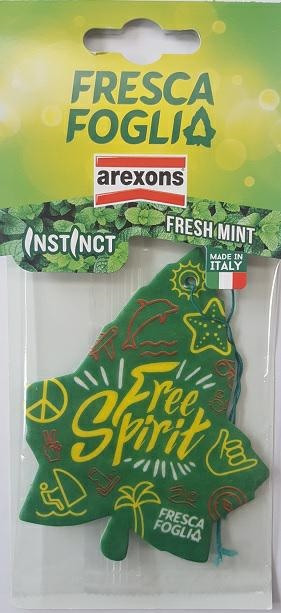 FRESCA
FOGLIA
arexons
INSTINCT
FRESH MINT
MADE IN
ITALY
Free
Spirit
FRESCA
FOGLIA